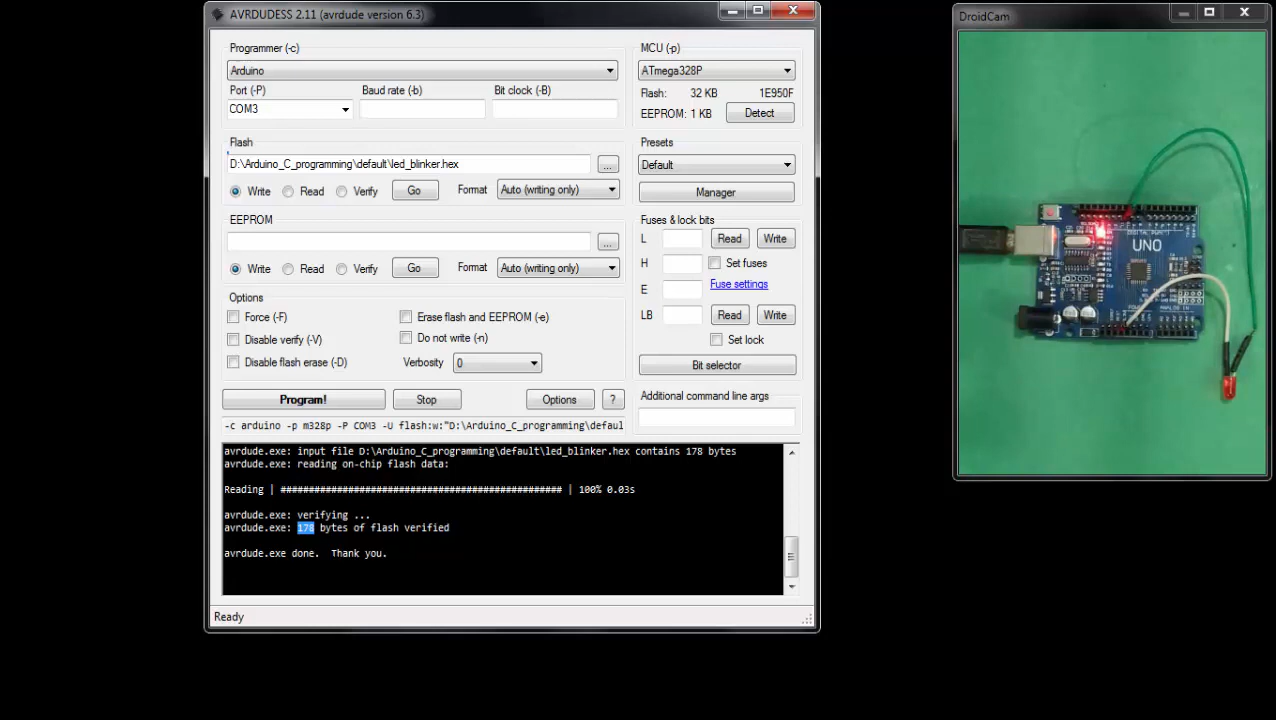 AVRDUDESS 2.11 (avrdude version 6.3)
Programmer (-c)
Arduino
Port (-P)
Baud rate (-b)
Bit clock (-B)
COM3
MCU (-p)
ATmega328P
Flash: 32 KB 1E950F
EEPROM: 1 KB
Detect
Flash
D:\Arduino_C_programming\default\led_blinker.hex
...
Write Read Verify Go Format Auto (writing only)
Presets
Default
Manager
EEPROM
...
Write Read Verify Go Format Auto (writing only)
Fuses & lock bits
L Read Write
H Set fuses
E Fuse settings
LB Read Write
Set lock
Bit selector
Options
Force (-F)
Erase flash and EEPROM (-e)
Disable verify (-V)
Do not write (-n)
Disable flash erase (-D)
Verbosity 0
Program! Stop Options ?
Additional command line args
-c arduino -p m328p -P COM3 -U flash:w:"D:\Arduino_C_programming\defaul
avrdude.exe: input file D:\Arduino_C_programming\default\led_blinker.hex contains 178 bytes
avrdude.exe: reading on-chip flash data:
Reading | ################################################## | 100% 0.03s
avrdude.exe: verifying ...
avrdude.exe: 178 bytes of flash verified
avrdude.exe done. Thank you.
Ready
DroidCam
UNO